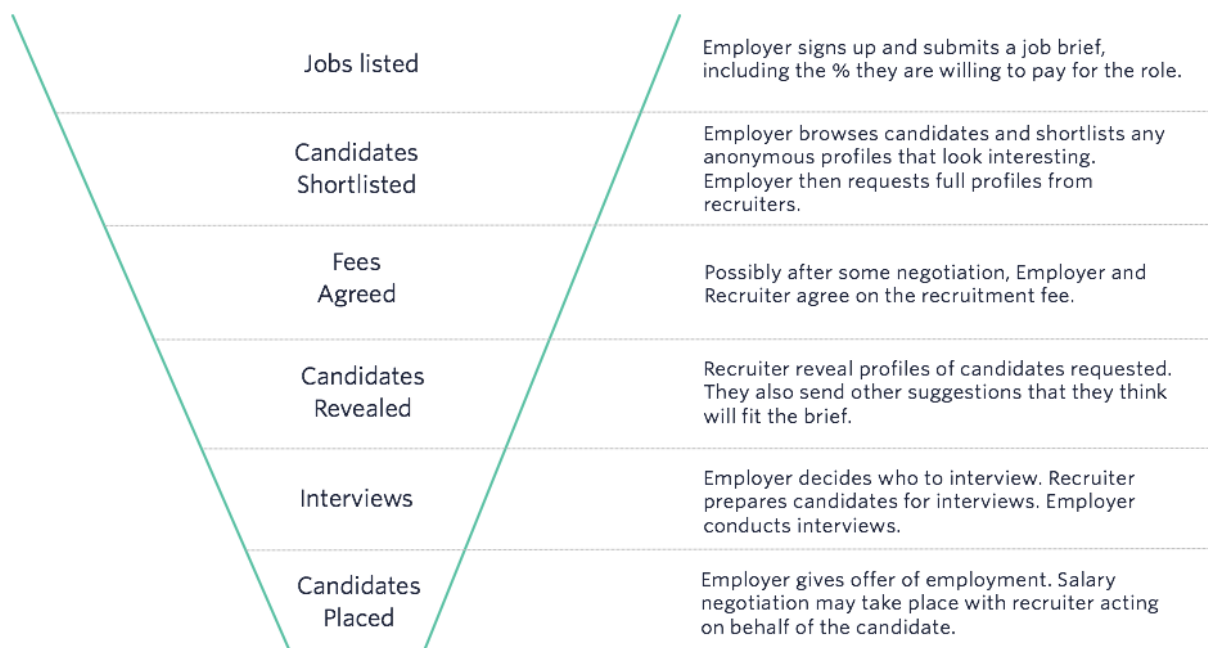 Jobs listed
Employer signs up and submits a job brief,
including the % they are willing to pay for the role.
Candidates
Shortlisted
Employer browses candidates and shortlists any
anonymous profiles that look interesting.
Employer then requests full profiles from
recruiters.
Fees
Agreed
Possibly after some negotiation, Employer and
Recruiter agree on the recruitment fee.
Candidates
Revealed
Recruiter reveal profiles of candidates requested.
They also send other suggestions that they think
will fit the brief.
Interviews
Employer decides who to interview. Recruiter
prepares candidates for interviews. Employer
conducts interviews.
Candidates
Placed
Employer gives offer of employment. Salary
negotiation may take place with recruiter acting
on behalf of the candidate.